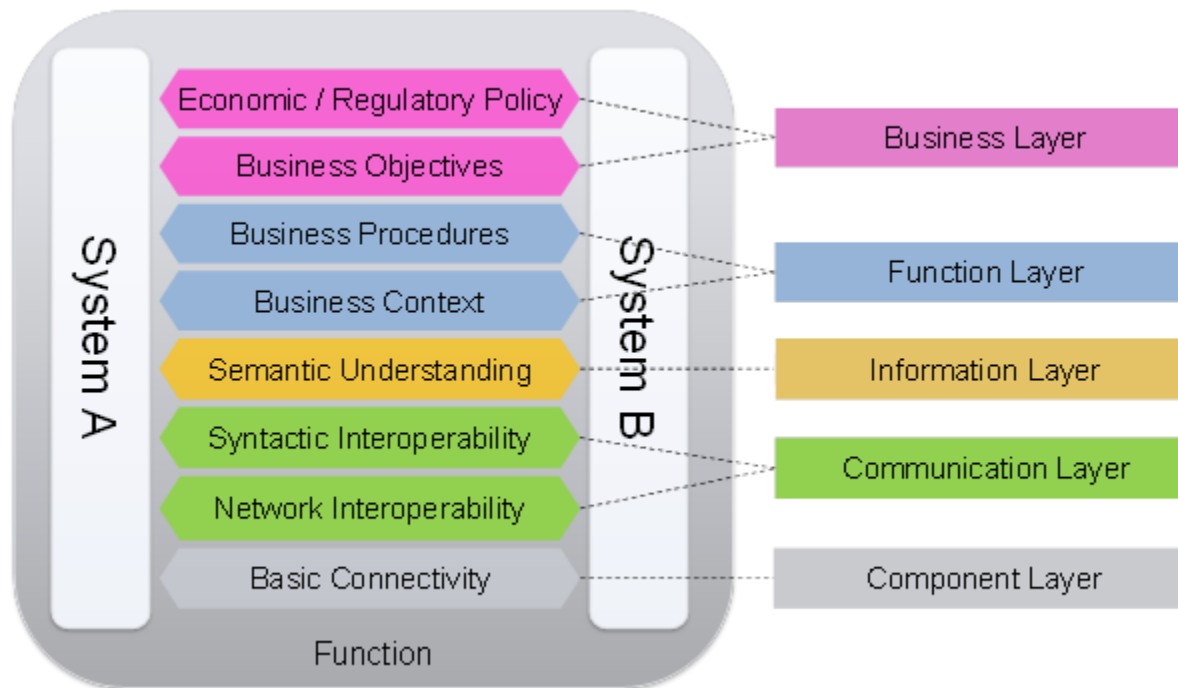 System A
Economic / Regulatory Policy
Business Objectives
Business Procedures
Business Context
Semantic Understanding
Syntactic Interoperability
Network Interoperability
Basic Connectivity
System B
Function
Business Layer
Function Layer
Information Layer
Communication Layer
Component Layer